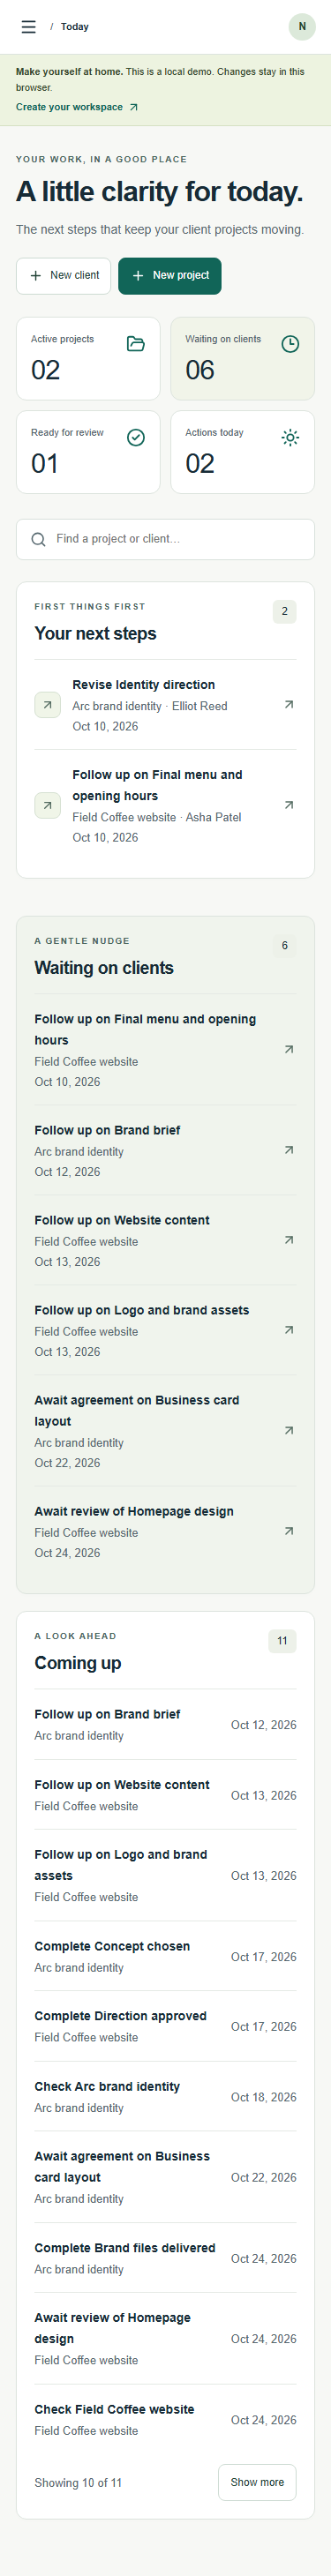 / Today
N
Make yourself at home. This is a local demo. Changes stay in this
browser.
Create your workspace
YOUR WORK, IN A GOOD PLACE
A little clarity for today.
The next steps that keep your client projects moving.
New client
New project
Active projects
02
Waiting on clients
06
Ready for review
01
Actions today
02
Find a project or client...
FIRST THINGS FIRST
2
Your next steps
Revise Identity direction
Arc brand identity · Elliot Reed
Oct 10, 2026
Follow up on Final menu and
opening hours
Field Coffee website · Asha Patel
Oct 10, 2026
A GENTLE NUDGE
6
Waiting on clients
Follow up on Final menu and opening
hours
Field Coffee website
Oct 10, 2026
Follow up on Brand brief
Arc brand identity
Oct 12, 2026
Follow up on Website content
Field Coffee website
Oct 13, 2026
Follow up on Logo and brand assets
Field Coffee website
Oct 13, 2026
Await agreement on Business card
layout
Arc brand identity
Oct 22, 2026
Await review of Homepage design
Field Coffee website
Oct 24, 2026
A LOOK AHEAD
11
Coming up
Follow up on Brand brief
Arc brand identity
Oct 12, 2026
Follow up on Website content
Field Coffee website
Oct 13, 2026
Follow up on Logo and brand
assets
Field Coffee website
Oct 13, 2026
Complete Concept chosen
Arc brand identity
Oct 17, 2026
Complete Direction approved
Field Coffee website
Oct 17, 2026
Check Arc brand identity
Arc brand identity
Oct 18, 2026
Await agreement on Business
card layout
Arc brand identity
Oct 22, 2026
Complete Brand files delivered
Arc brand identity
Oct 24, 2026
Await review of Homepage
design
Field Coffee website
Oct 24, 2026
Check Field Coffee website
Field Coffee website
Oct 24, 2026
Showing 10 of 11
Show more